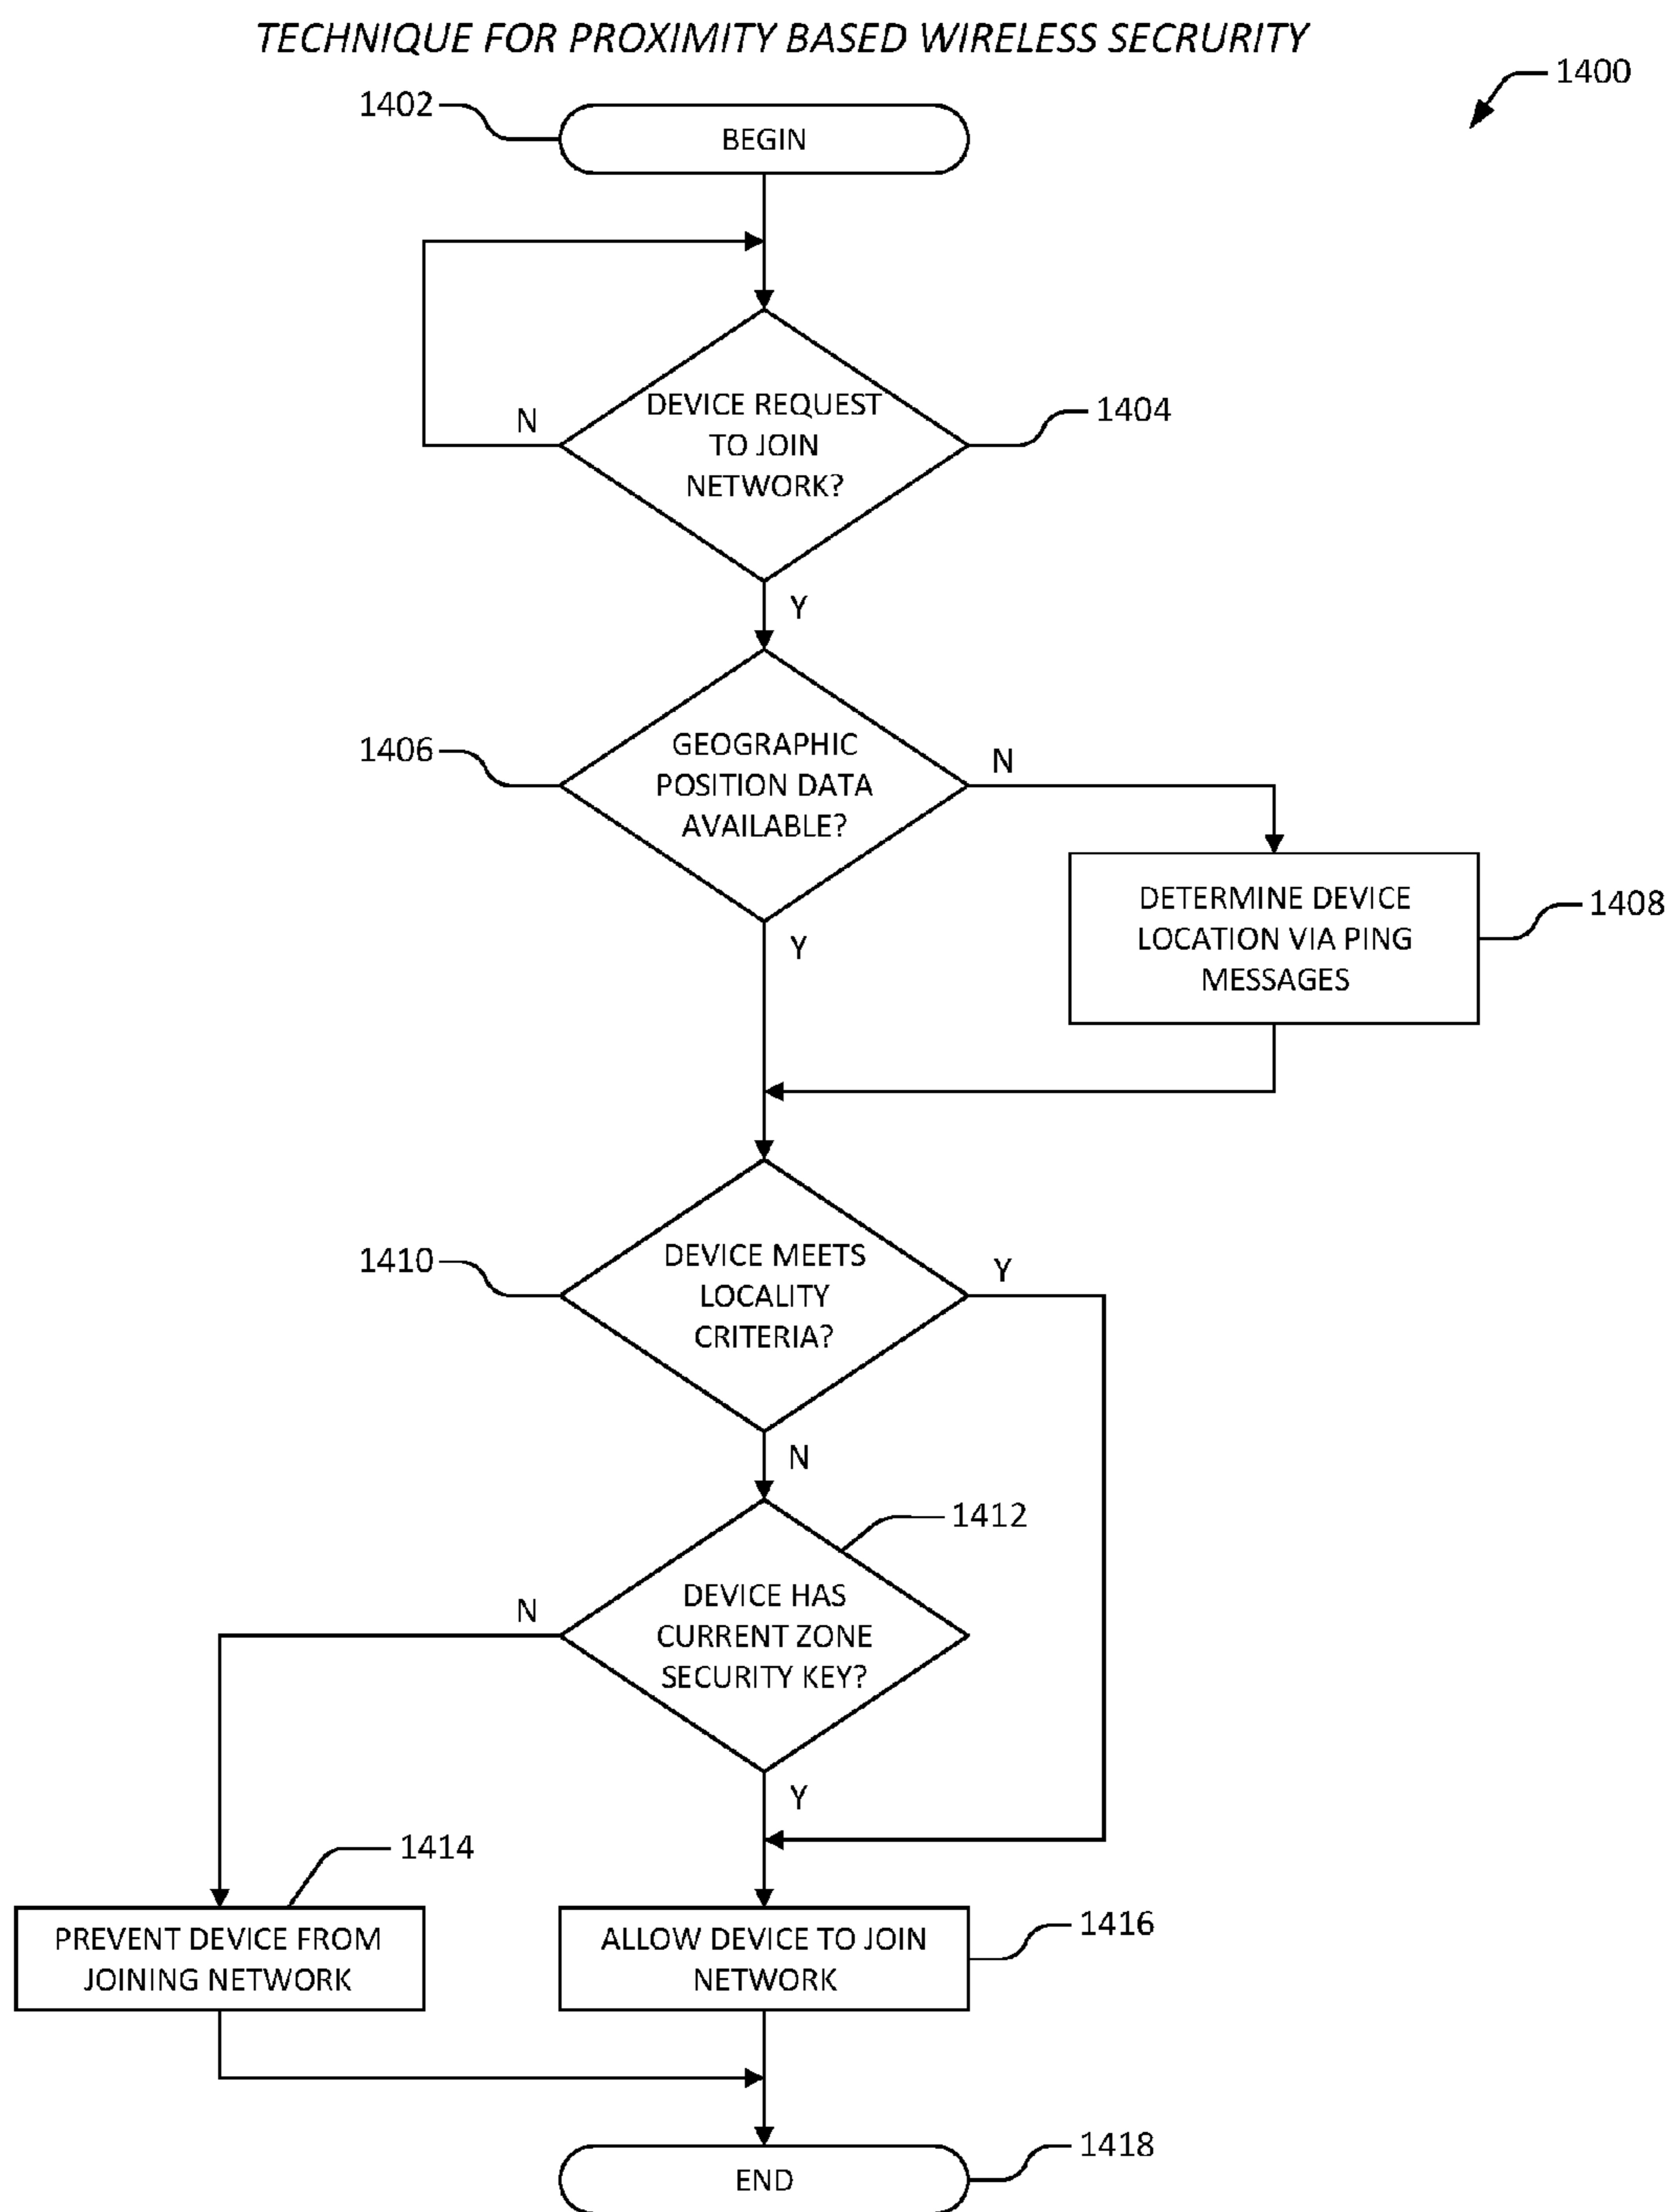 TECHNIQUE FOR PROXIMITY BASED WIRELESS SECRURITY
1400
1402
BEGIN
DEVICE REQUEST
TO JOIN
NETWORK?
1404
N
Y
1406
GEOGRAPHIC
POSITION DATA
AVAILABLE?
N
Y
DETERMINE DEVICE
LOCATION VIA PING
MESSAGES
1408
1410
DEVICE MEETS
LOCALITY
CRITERIA?
Y
N
1412
DEVICE HAS
CURRENT ZONE
SECURITY KEY?
N
Y
1414
PREVENT DEVICE FROM
JOINING NETWORK
ALLOW DEVICE TO JOIN
NETWORK
1416
END
1418